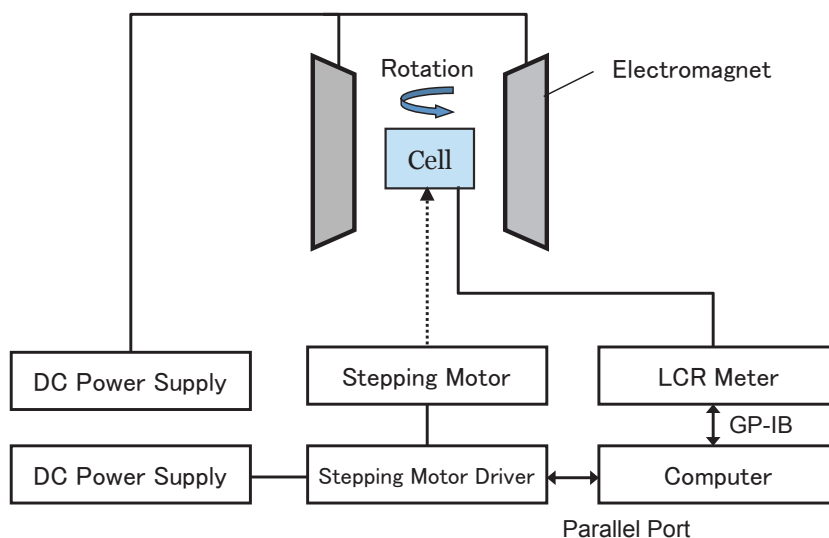 Rotation
Electromagnet
Cell
DC Power Supply
Stepping Motor
LCR Meter
GP-IB
DC Power Supply
Stepping Motor Driver
Computer
Parallel Port